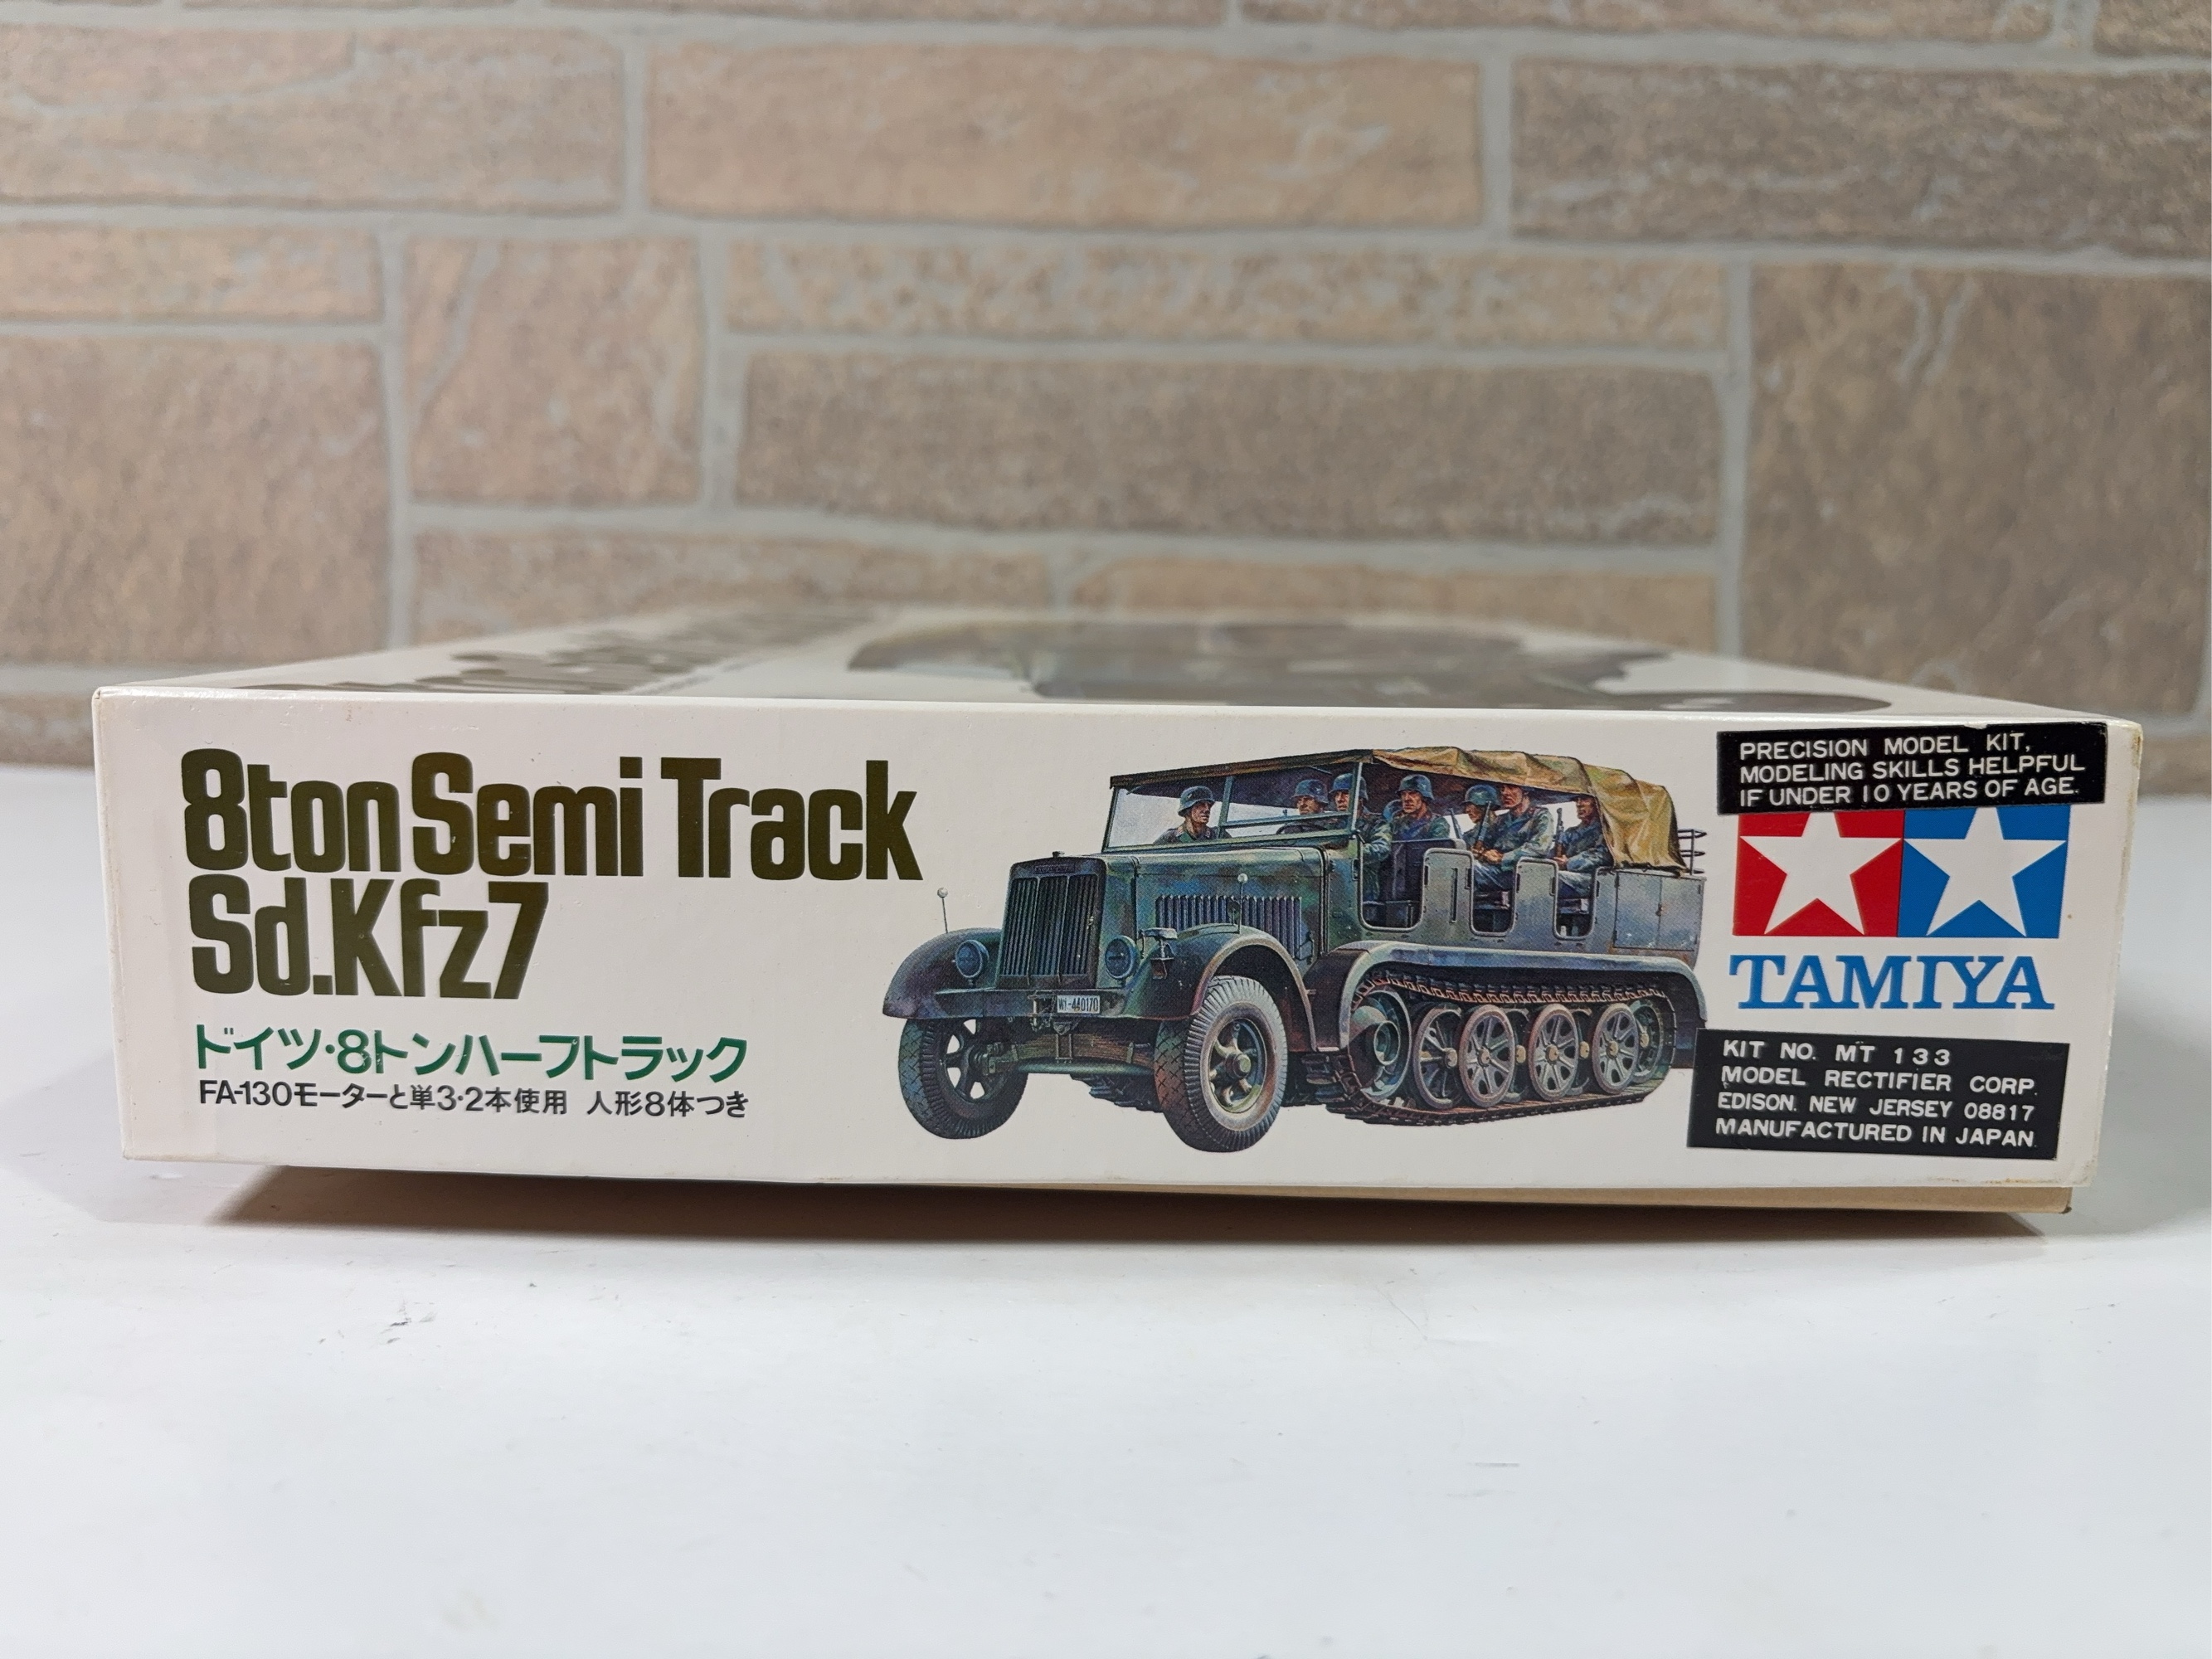 8ton Semi Track
Sd.Kfz7
ドイツ・8トンハーフトラック
FA-130モーターと単3・2本使用 人形8体つき
WI-440170
PRECISION MODEL KIT,
MODELING SKILLS HELPFUL
IF UNDER 10 YEARS OF AGE.
TAMIYA
KIT NO. MT 133
MODEL RECTIFIER CORP.
EDISON, NEW JERSEY 08817
MANUFACTURED IN JAPAN